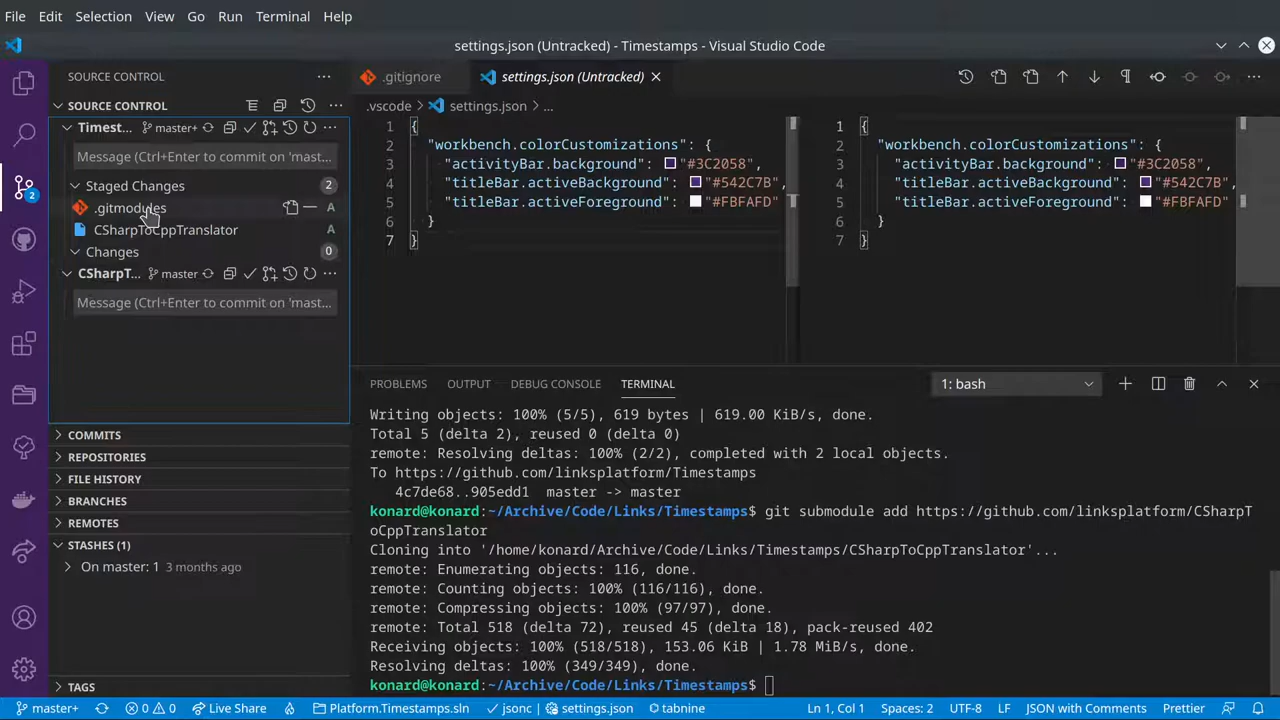 File Edit Selection View Go Run Terminal Help
settings.json (Untracked) - Timestamps - Visual Studio Code
SOURCE CONTROL
.gitignore
settings.json (Untracked)
SOURCE CONTROL
Timest... master+
Message (Ctrl+Enter to commit on 'mast...
Staged Changes 2
.gitmodules A
CSharpToCppTranslator A
Changes 0
CSharpT... master
Message (Ctrl+Enter to commit on 'mast...
COMMITS
REPOSITORIES
FILE HISTORY
BRANCHES
REMOTES
STASHES (1)
On master: 1 3 months ago
TAGS
2
.vscode > settings.json > ...
1 {
2 "workbench.colorCustomizations": {
3 "activityBar.background": "#3C2058",
4 "titleBar.activeBackground": "#542C7B",
5 "titleBar.activeForeground": "#FBFAFD"
6 }
7 }
1 {
2 "workbench.colorCustomizations": {
3 "activityBar.background": "#3C2058",
4 "titleBar.activeBackground": "#542C7B",
5 "titleBar.activeForeground": "#FBFAFD"
6 }
7 }
PROBLEMS OUTPUT DEBUG CONSOLE TERMINAL 1: bash
Writing objects: 100% (5/5), 619 bytes | 619.00 KiB/s, done.
Total 5 (delta 2), reused 0 (delta 0)
remote: Resolving deltas: 100% (2/2), completed with 2 local objects.
To https://github.com/linksplatform/Timestamps
4c7de68..905edd1 master -> master
konard@konard:~/Archive/Code/Links/Timestamps$ git submodule add https://github.com/linksplatform/CSharpT
oCppTranslator
Cloning into '/home/konard/Archive/Code/Links/Timestamps/CSharpToCppTranslator'...
remote: Enumerating objects: 116, done.
remote: Counting objects: 100% (116/116), done.
remote: Compressing objects: 100% (97/97), done.
remote: Total 518 (delta 72), reused 45 (delta 18), pack-reused 402
Receiving objects: 100% (518/518), 153.06 KiB | 1.78 MiB/s, done.
Resolving deltas: 100% (349/349), done.
konard@konard:~/Archive/Code/Links/Timestamps$
master+ 0 0 Live Share Platform.Timestamps.sln jsonc | settings.json tabnine Ln 1, Col 1 Spaces: 2 UTF-8 LF JSON with Comments Prettier